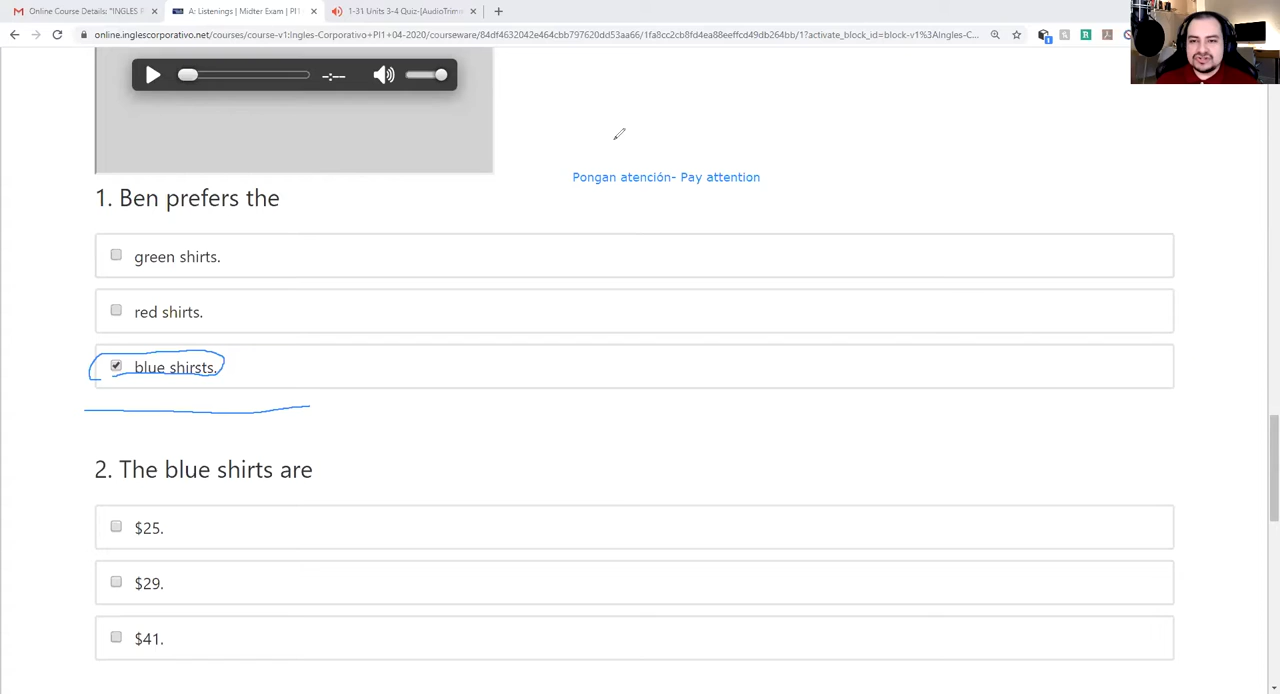 Online Course Details: "INGLES P
A: Listenings | Midter Exam | PI1
1-31 Units 3-4 Quiz-[AudioTrim
online.inglescorporativo.net/courses/course-v1:Ingles-Corporativo+PI1+04-2020/courseware/84df4632042e464cbb797620dd53aa66/1fa8cc2cb8fd4ea88eeffcd49db264bb/1?activate_block_id=block-v1%3AIngles-C...
-:--
Pongan atención- Pay attention
1. Ben prefers the
green shirts.
red shirts.
blue shirsts.
2. The blue shirts are
$25.
$29.
$41.